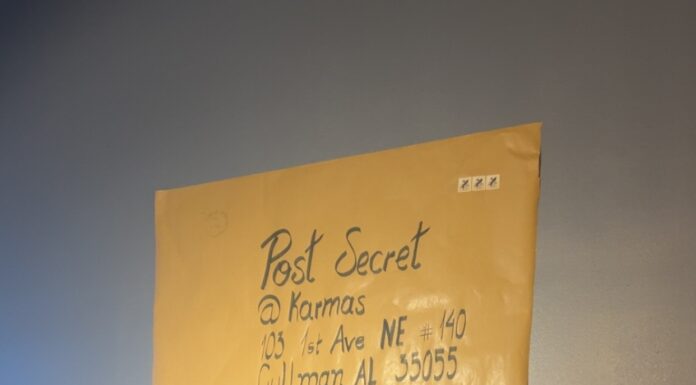 Post Secret
@ Karmas
103 1st Ave NE # 140
Cullman AL 35055